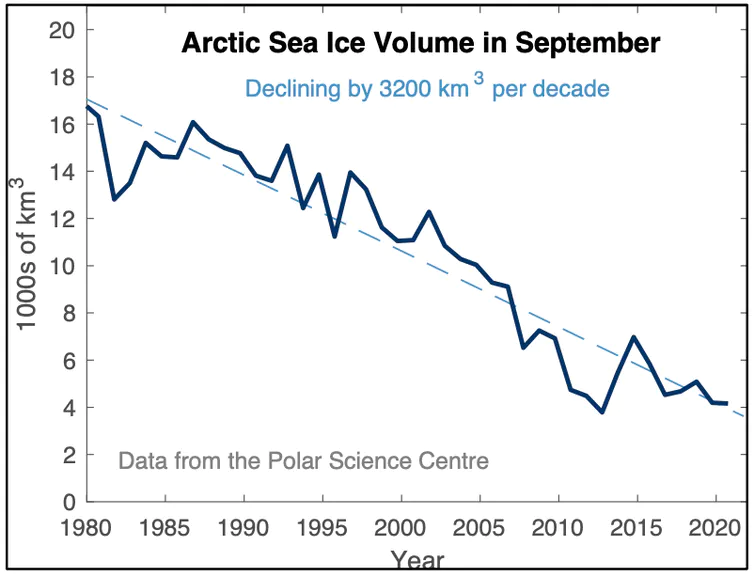 Arctic Sea Ice Volume in September
Declining by 3200 km³ per decade
1000s of km³
20
18
16
14
12
10
8
6
4
2
0
Data from the Polar Science Centre
1980 1985 1990 1995 2000 2005 2010 2015 2020
Year